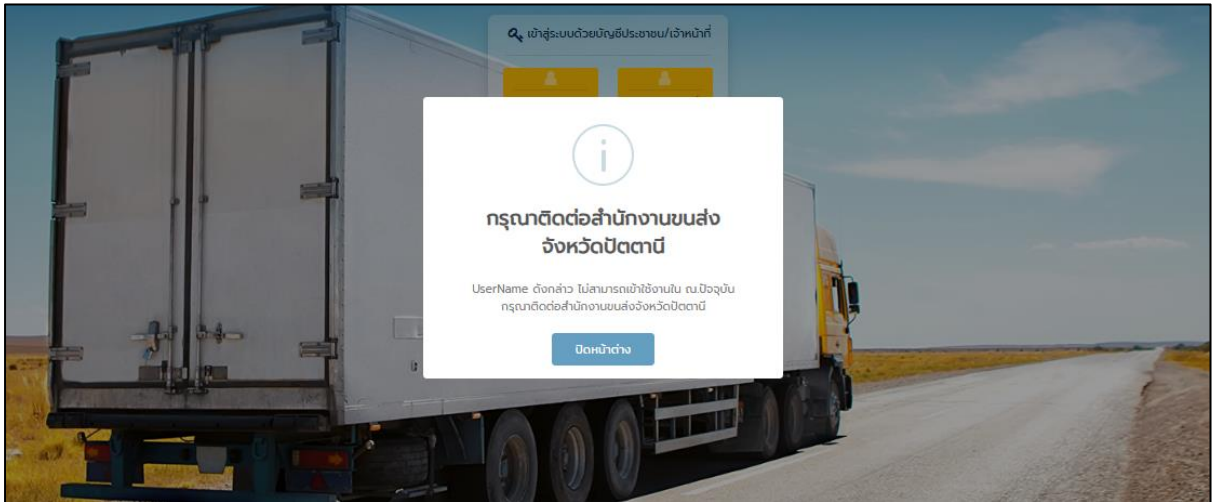 เข้าสู่ระบบด้วยบัญชีประชาชน/เจ้าหน้าที่
กรุณาติดต่อสำนักงานขนส่ง
จังหวัดปัตตานี
UserName ดังกล่าว ไม่สามารถเข้าใช้งานใน ณ.ปัจจุบัน
กรุณาติดต่อสำนักงานขนส่งจังหวัดปัตตานี
ปิดหน้าต่าง